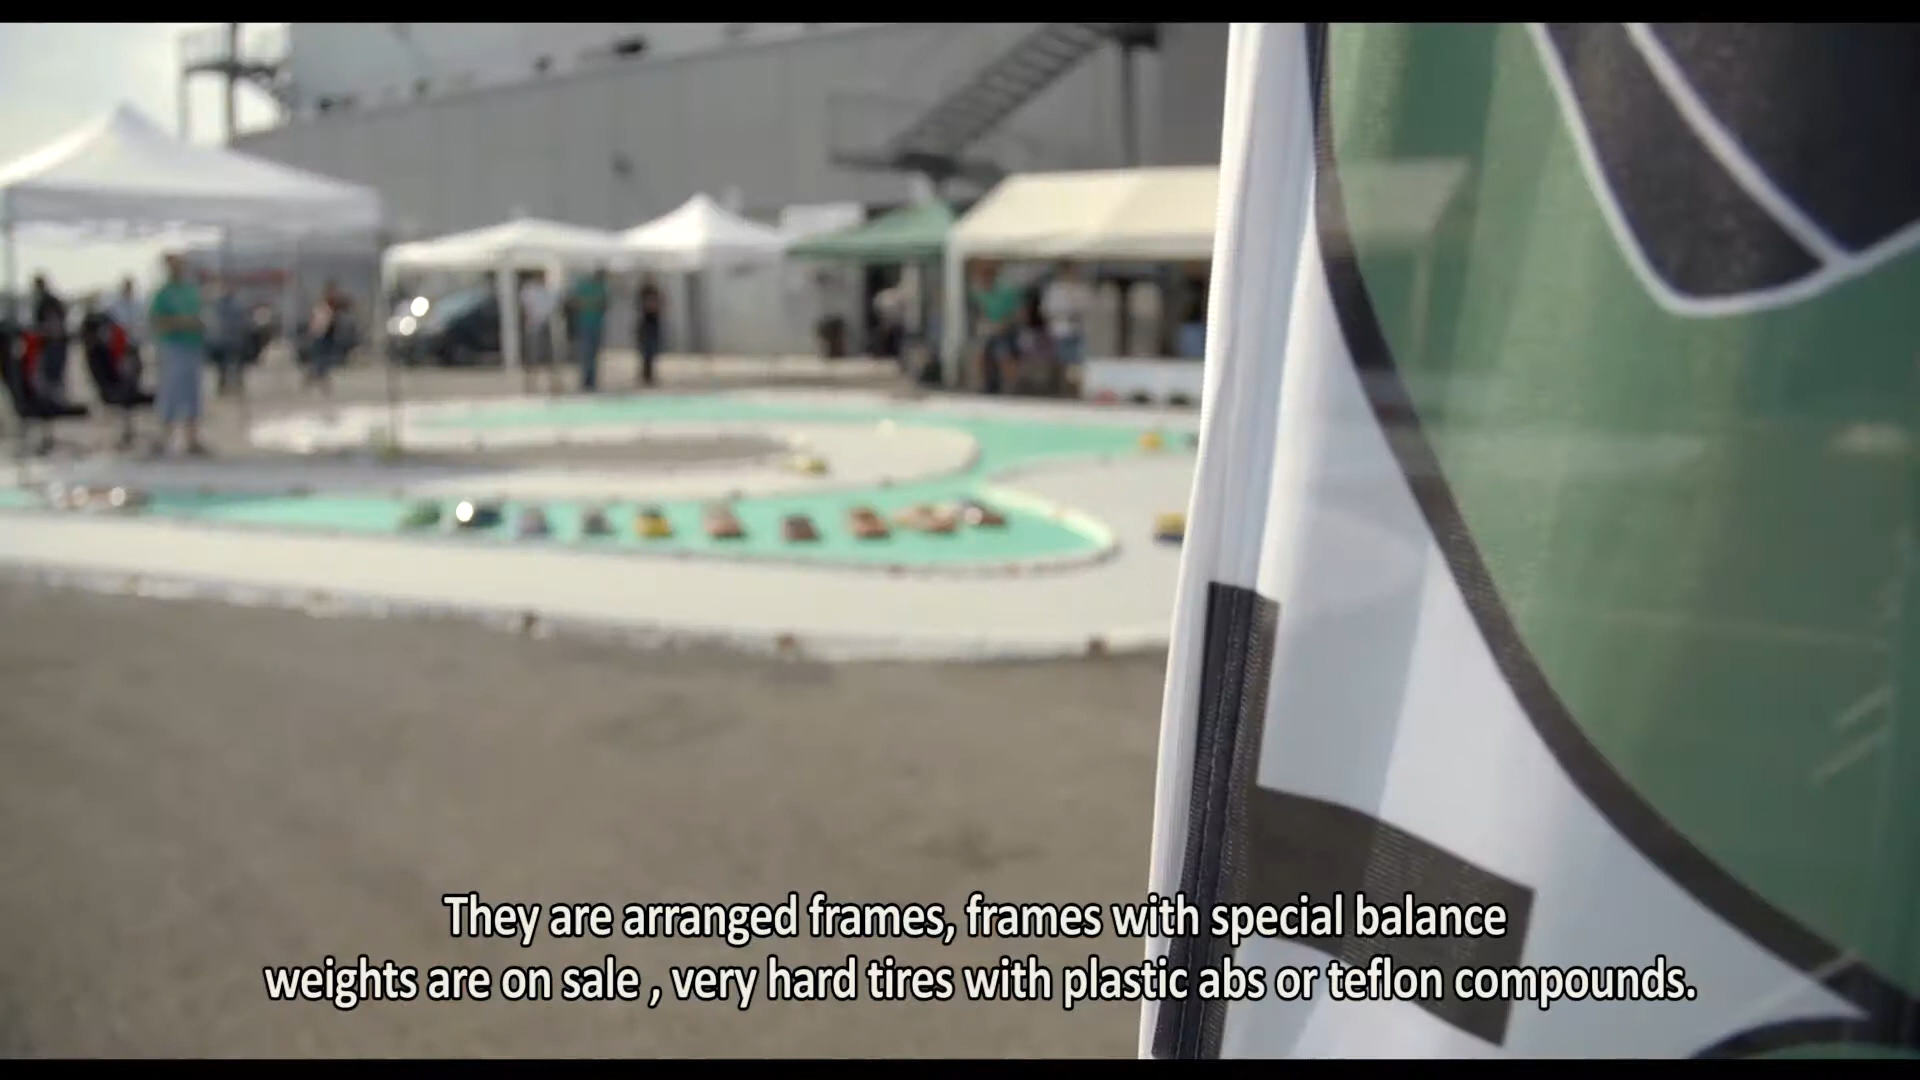 They are arranged frames, frames with special balance
weights are on sale , very hard tires with plastic abs or teflon compounds.